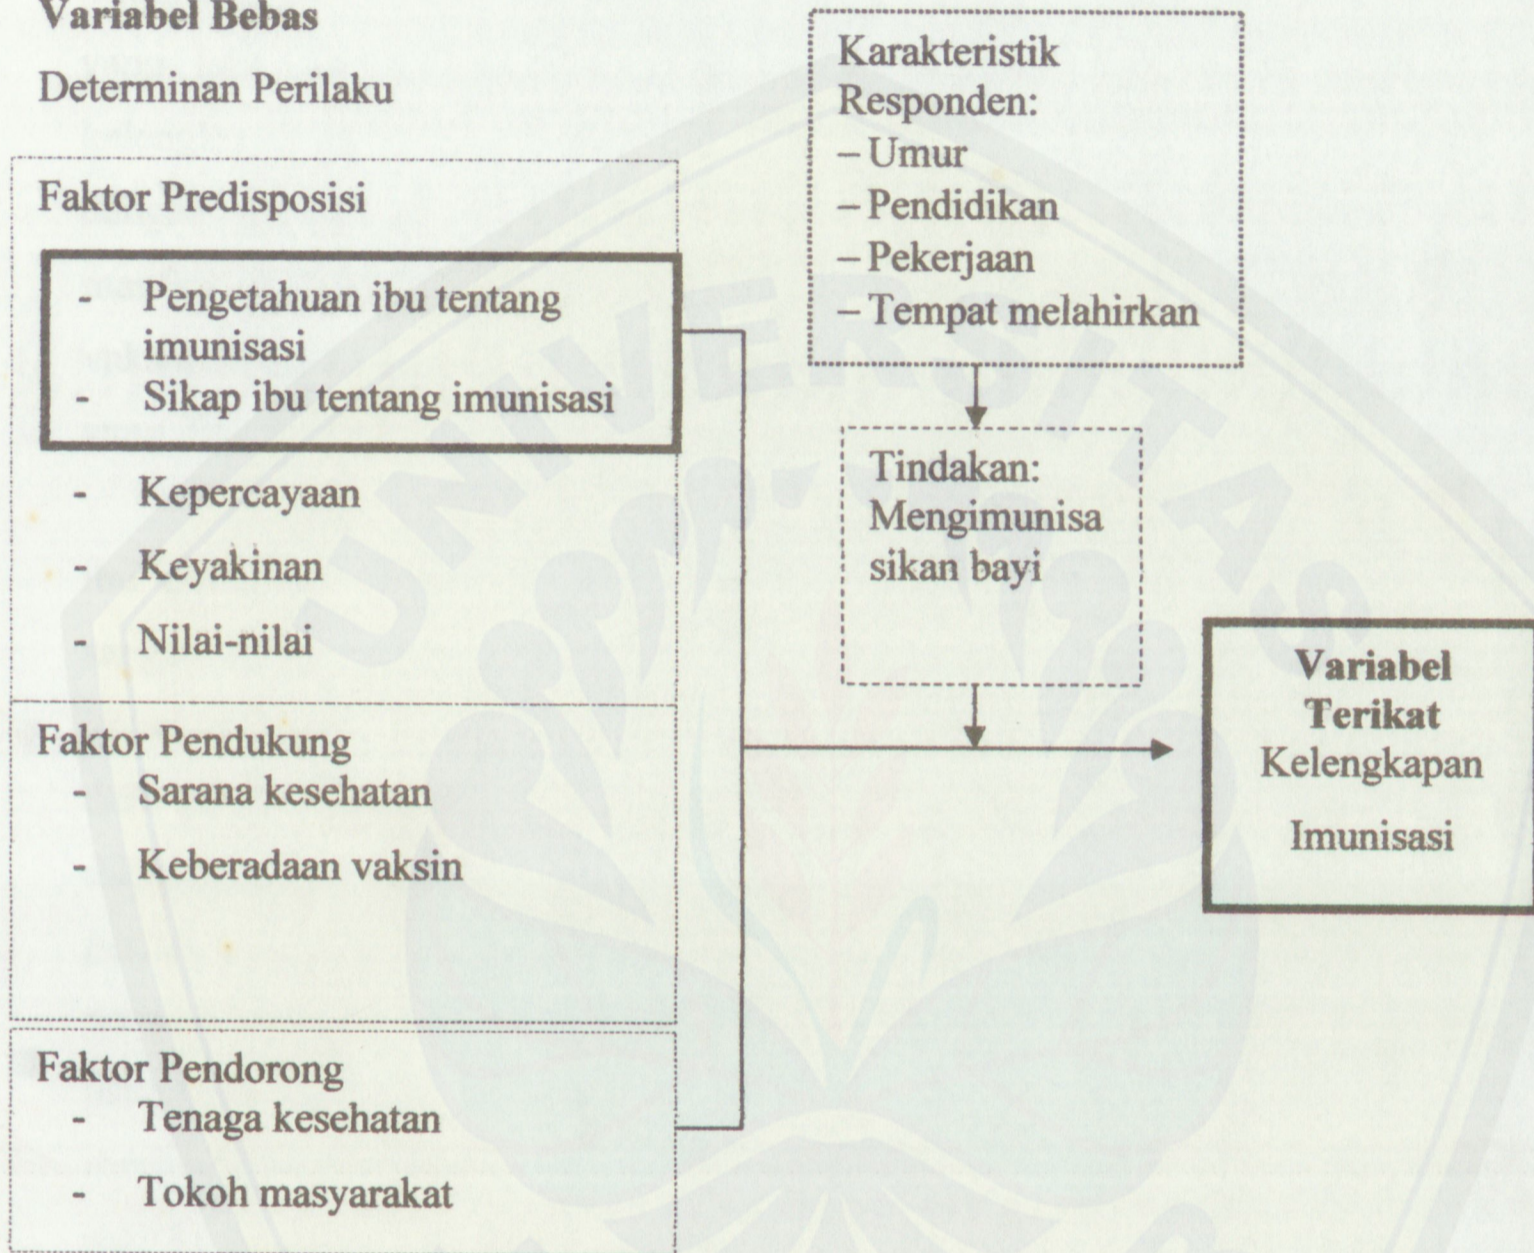 Variabel Bebas
Determinan Perilaku
Faktor Predisposisi
- Pengetahuan ibu tentang
imunisasi
- Sikap ibu tentang imunisasi
- Kepercayaan
- Keyakinan
- Nilai-nilai
Faktor Pendukung
- Sarana kesehatan
- Keberadaan vaksin
Faktor Pendorong
- Tenaga kesehatan
- Tokoh masyarakat
Karakteristik
Responden:
– Umur
– Pendidikan
– Pekerjaan
– Tempat melahirkan
Tindakan:
Mengimunisa
sikan bayi
Variabel
Terikat
Kelengkapan
Imunisasi
UNIVERSITAS